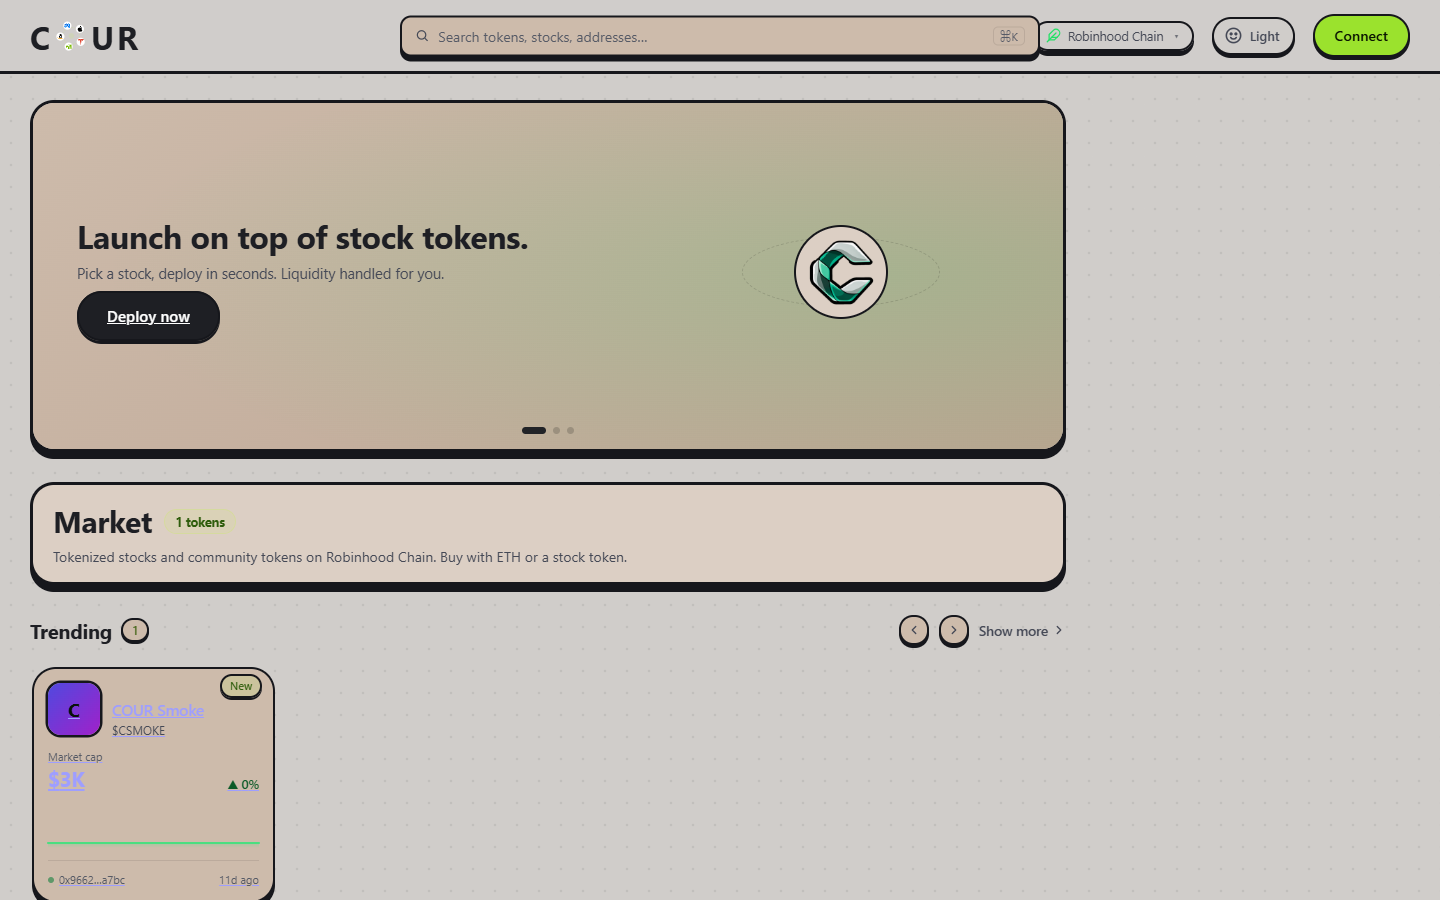 C UR
Search tokens, stocks, addresses...
⌘K
Robinhood Chain
Light
Connect
Launch on top of stock tokens.
Pick a stock, deploy in seconds. Liquidity handled for you.
Deploy now
Market
1 tokens
Tokenized stocks and community tokens on Robinhood Chain. Buy with ETH or a stock token.
Trending
1
Show more
New
C
COUR Smoke
$CSMOKE
Market cap
$3K
▲ 0%
0x9662...a7bc
11d ago